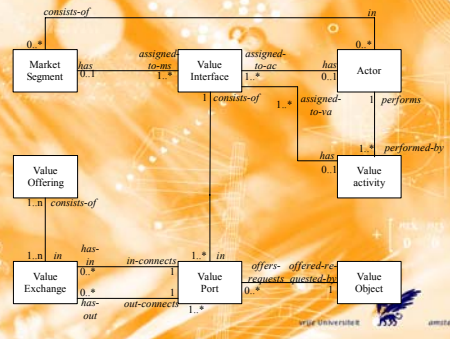 consists-of
in
0..*
0..*
Market
Segment
has
0..1
assigned-
to-ms
1..*
Value
Interface
assigned-
to-ac
1..*
has
0..1
Actor
1
consists-of
1..*
assigned-
to-va
1
performs
1..*
performed-by
has
0..1
Value
activity
Value
Offering
1..n
consists-of
1..n
in
Value
Exchange
has-
in
0..*
in-connects
1
0..*
has-
out
1
out-connects
1..*
in
Value
Port
1..*
offers-
requests
0..*
offered-re-
quested-by
1
Value
Object
vrije Universiteit
amste